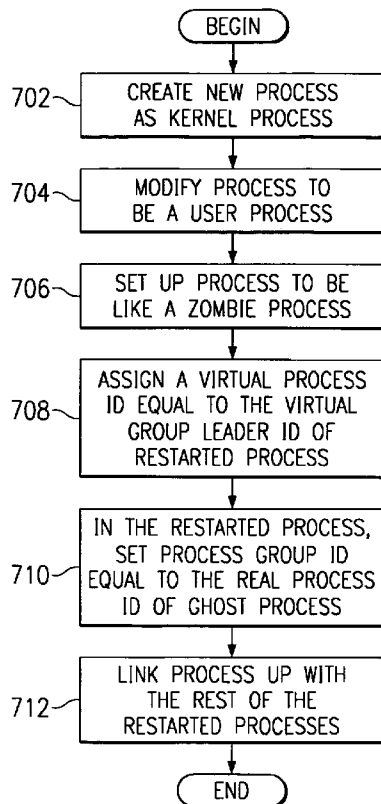 BEGIN
702
CREATE NEW PROCESS
AS KERNEL PROCESS
704
MODIFY PROCESS TO
BE A USER PROCESS
706
SET UP PROCESS TO BE
LIKE A ZOMBIE PROCESS
708
ASSIGN A VIRTUAL PROCESS
ID EQUAL TO THE VIRTUAL
GROUP LEADER ID OF
RESTARTED PROCESS
710
IN THE RESTARTED PROCESS,
SET PROCESS GROUP ID
EQUAL TO THE REAL PROCESS
ID OF GHOST PROCESS
712
LINK PROCESS UP WITH
THE REST OF THE
RESTARTED PROCESSES
END